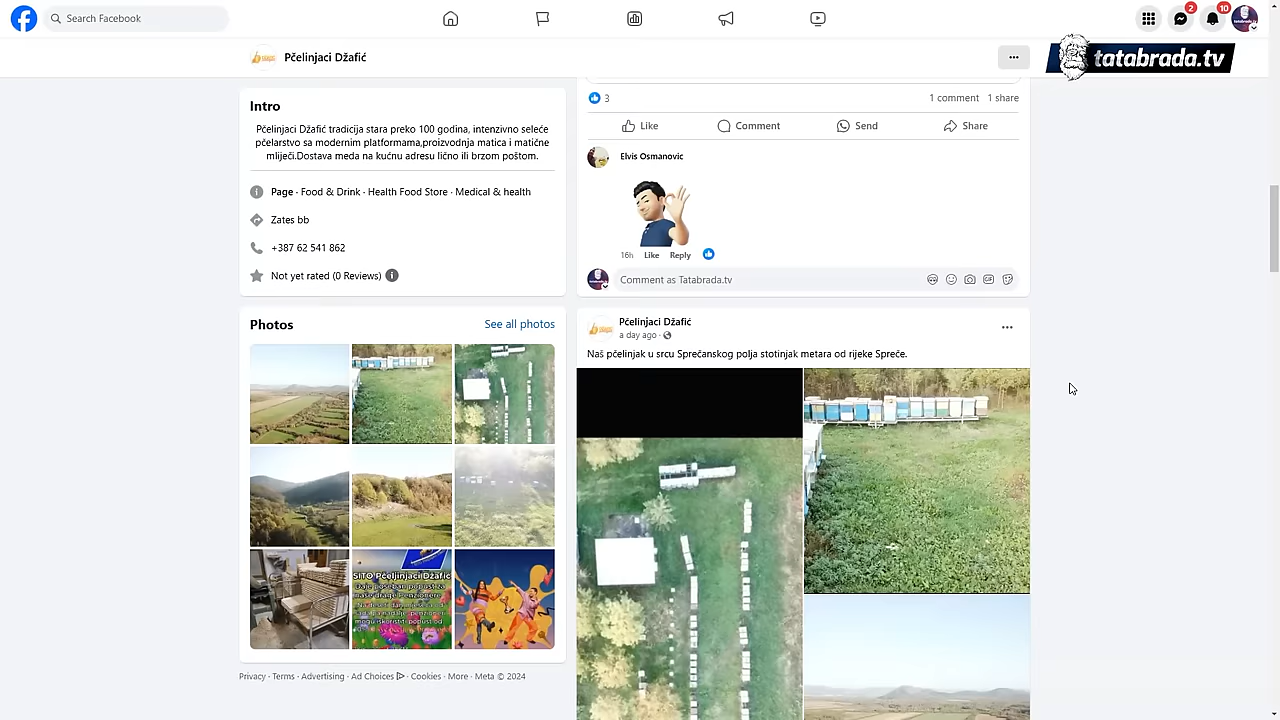 Search Facebook
2
10
Pčelinjaci Džafić
tatabrada.tv
Intro
Pčelinjaci Džafić tradicija stara preko 100 godina, intenzivno seleće
pčelarstvo sa modernim platformama,proizvodnja matica i matične
mliječi.Dostava meda na kućnu adresu lično ili brzom poštom.
Page · Food & Drink · Health Food Store · Medical & health
Zates bb
+387 62 541 862
Not yet rated (0 Reviews)
Photos
See all photos
SITO Pčelinjaci Džafić
Privacy · Terms · Advertising · Ad Choices · Cookies · More · Meta © 2024
3
1 comment 1 share
Like Comment Send Share
Elvis Osmanovic
16h Like Reply
Comment as Tatabrada.tv
Pčelinjaci Džafić
a day ago ·
Naš pčelinjak u srcu Sprečanskog polja stotinjak metara od rijeke Spreče.